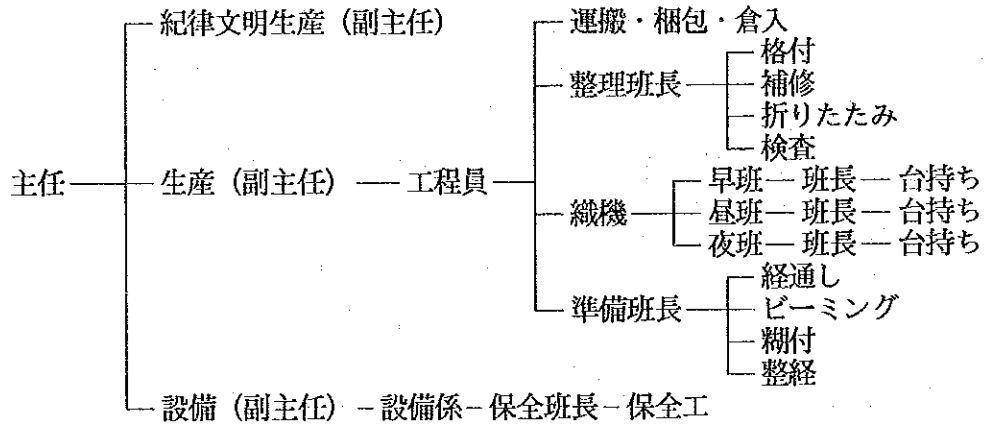 紀律文明生産(副主任)
運搬・梱包・倉入
格付
整理班長
補修
折りたたみ
検査
主任
生産(副主任)
工程員
早班
班長
台持ち
織機
昼班
班長
台持ち
夜班
班長
台持ち
経通し
準備班長
ビーミング
糊付
整経
設備(副主任)
設備係
保全班長
保全工